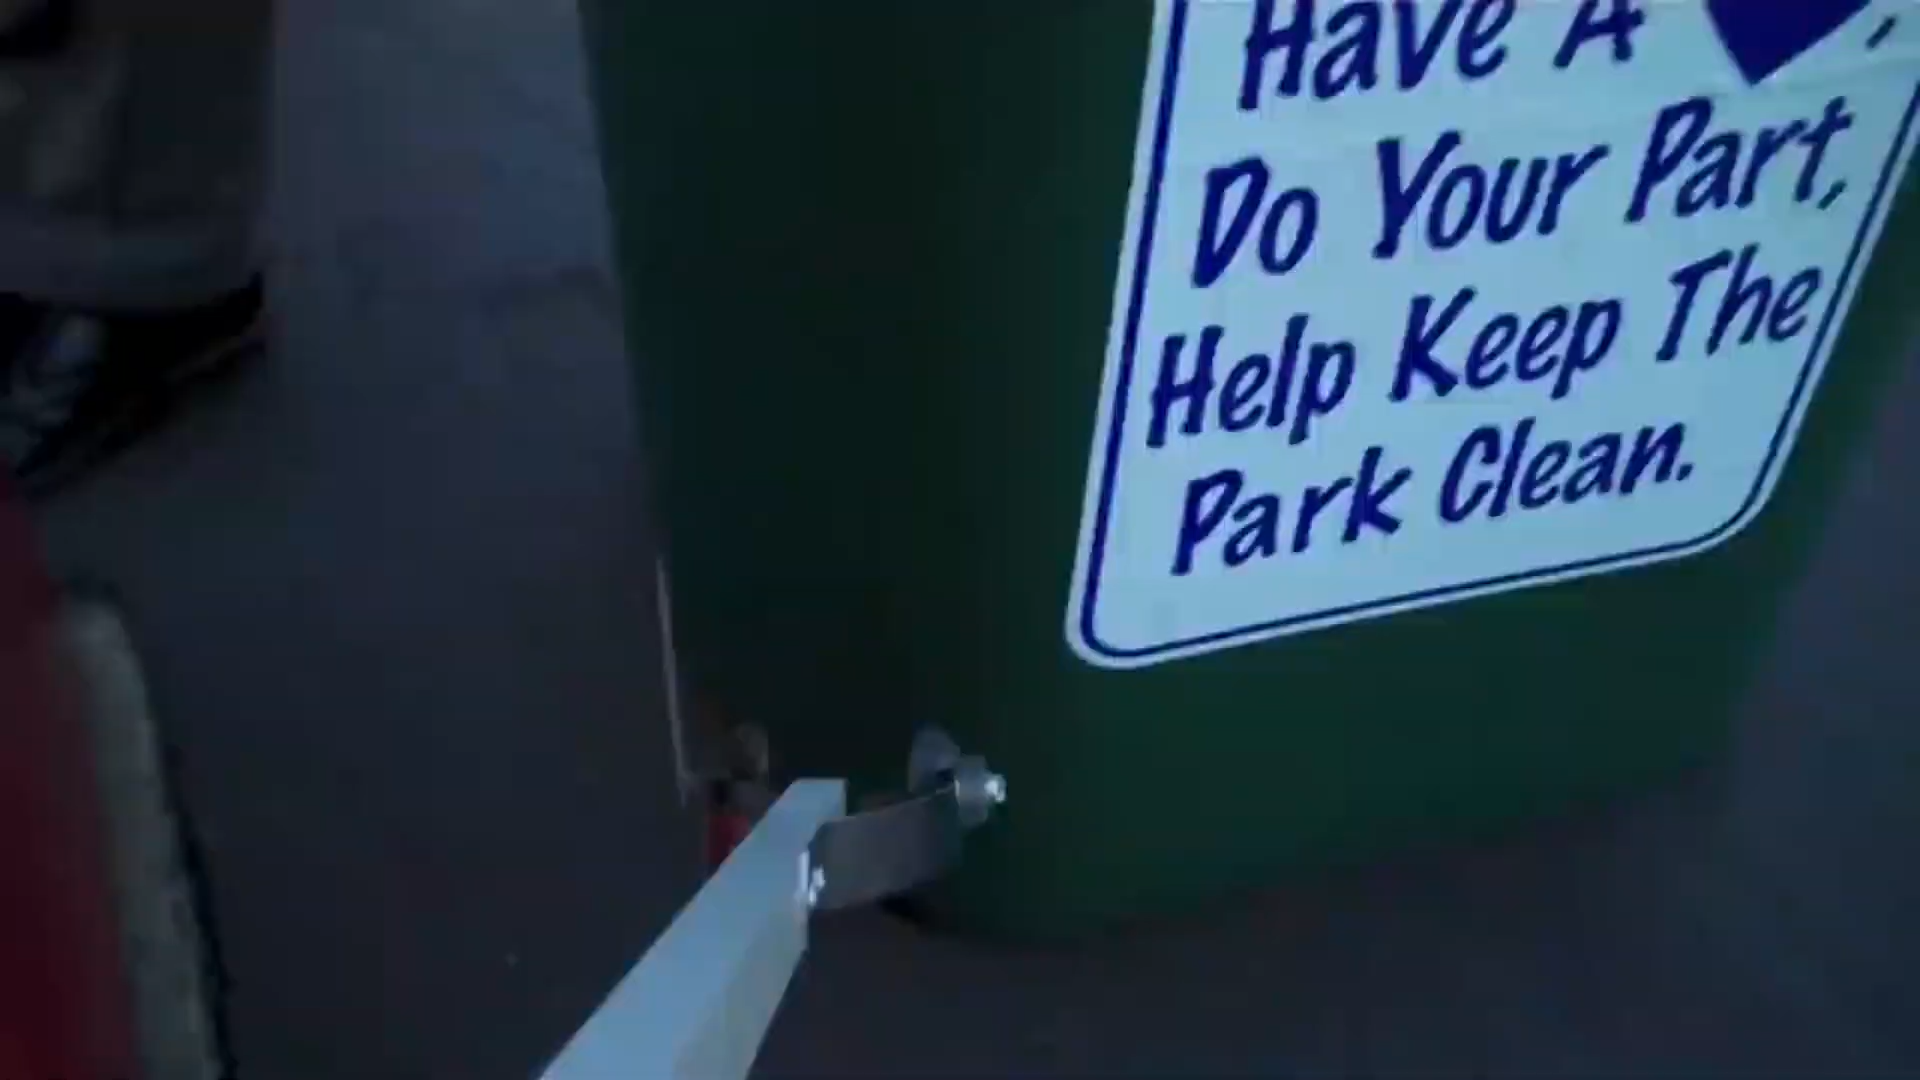 Have A ♥,
Do Your Part,
Help Keep The
Park Clean.